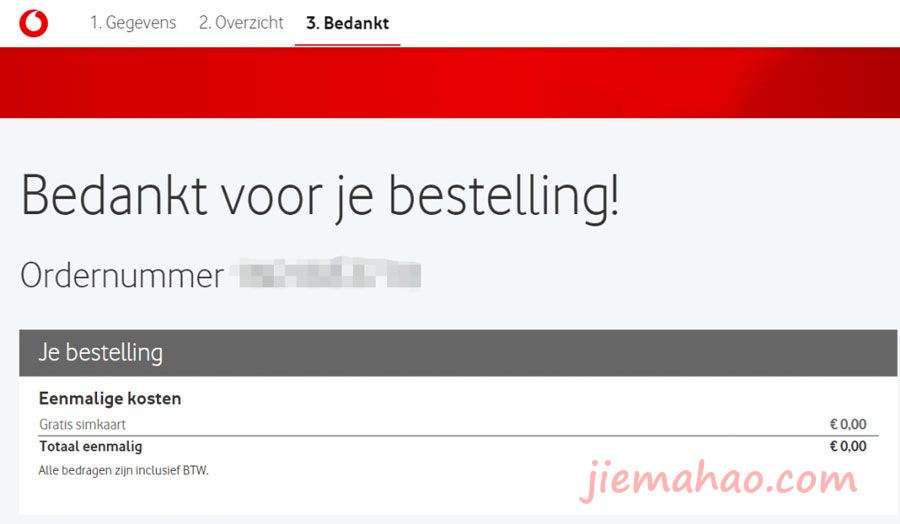 1. Gegevens 2. Overzicht 3. Bedankt
Bedankt voor je bestelling!
Ordernummer
Je bestelling
Eenmalige kosten
Gratis simkaart € 0,00
Totaal eenmalig € 0,00
Alle bedragen zijn inclusief BTW.
jiemahao.com